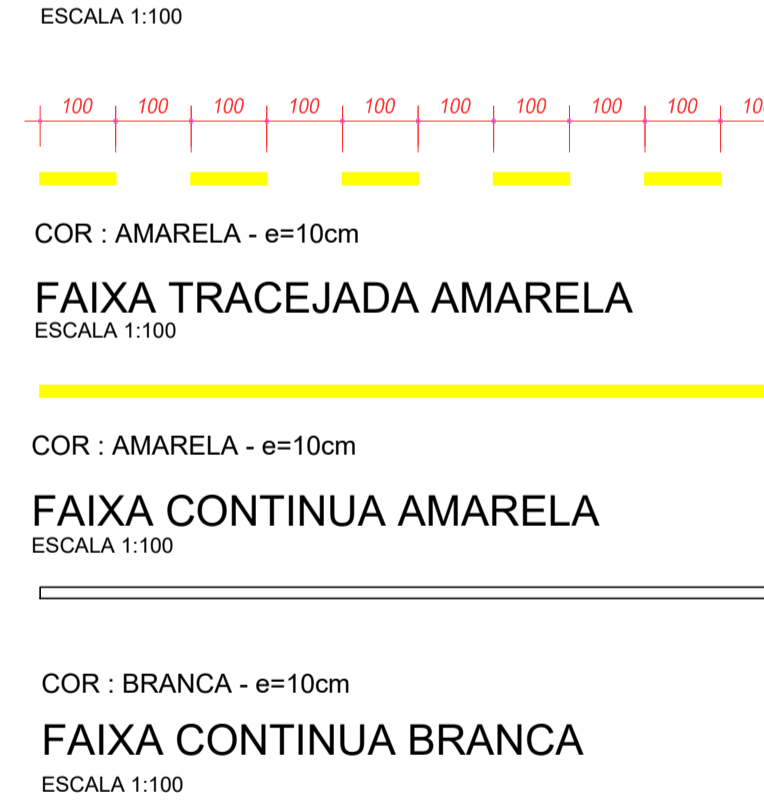 ESCALA 1:100
100 100 100 100 100 100 100 100 100
COR : AMARELA - e=10cm
FAIXA TRACEJADA AMARELA
ESCALA 1:100
COR : AMARELA - e=10cm
FAIXA CONTINUA AMARELA
ESCALA 1:100
COR : BRANCA - e=10cm
FAIXA CONTINUA BRANCA
ESCALA 1:100